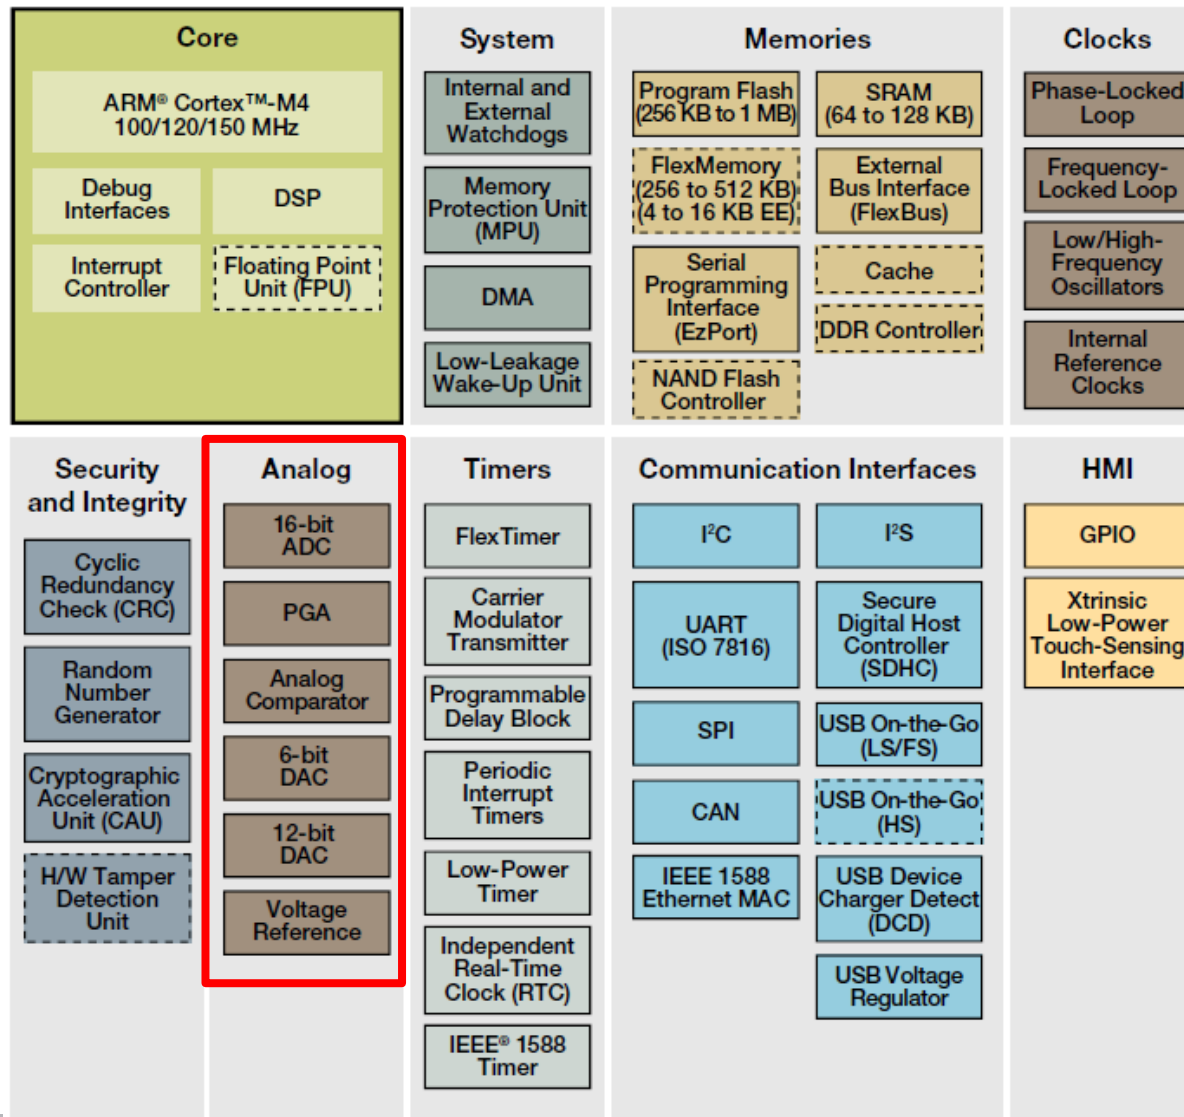 Core
ARM® Cortex™-M4
100/120/150 MHz
Debug
Interfaces
DSP
Interrupt
Controller
Floating Point
Unit (FPU)
System
Internal and
External
Watchdogs
Memory
Protection Unit
(MPU)
DMA
Low-Leakage
Wake-Up Unit
Memories
Program Flash
(256 KB to 1 MB)
SRAM
(64 to 128 KB)
FlexMemory
(256 to 512 KB)
(4 to 16 KB EE)
External
Bus Interface
(FlexBus)
Serial
Programming
Interface
(EzPort)
Cache
DDR Controller
NAND Flash
Controller
Clocks
Phase-Locked
Loop
Frequency-
Locked Loop
Low/High-
Frequency
Oscillators
Internal
Reference
Clocks
Security
and Integrity
Cyclic
Redundancy
Check (CRC)
Random
Number
Generator
Cryptographic
Acceleration
Unit (CAU)
H/W Tamper
Detection
Unit
Analog
16-bit
ADC
PGA
Analog
Comparator
6-bit
DAC
12-bit
DAC
Voltage
Reference
Timers
FlexTimer
Carrier
Modulator
Transmitter
Programmable
Delay Block
Periodic
Interrupt
Timers
Low-Power
Timer
Independent
Real-Time
Clock (RTC)
IEEE® 1588
Timer
Communication Interfaces
I²C
I²S
UART
(ISO 7816)
Secure
Digital Host
Controller
(SDHC)
SPI
USB On-the-Go
(LS/FS)
CAN
USB On-the-Go
(HS)
IEEE 1588
Ethernet MAC
USB Device
Charger Detect
(DCD)
USB Voltage
Regulator
HMI
GPIO
Xtrinsic
Low-Power
Touch-Sensing
Interface